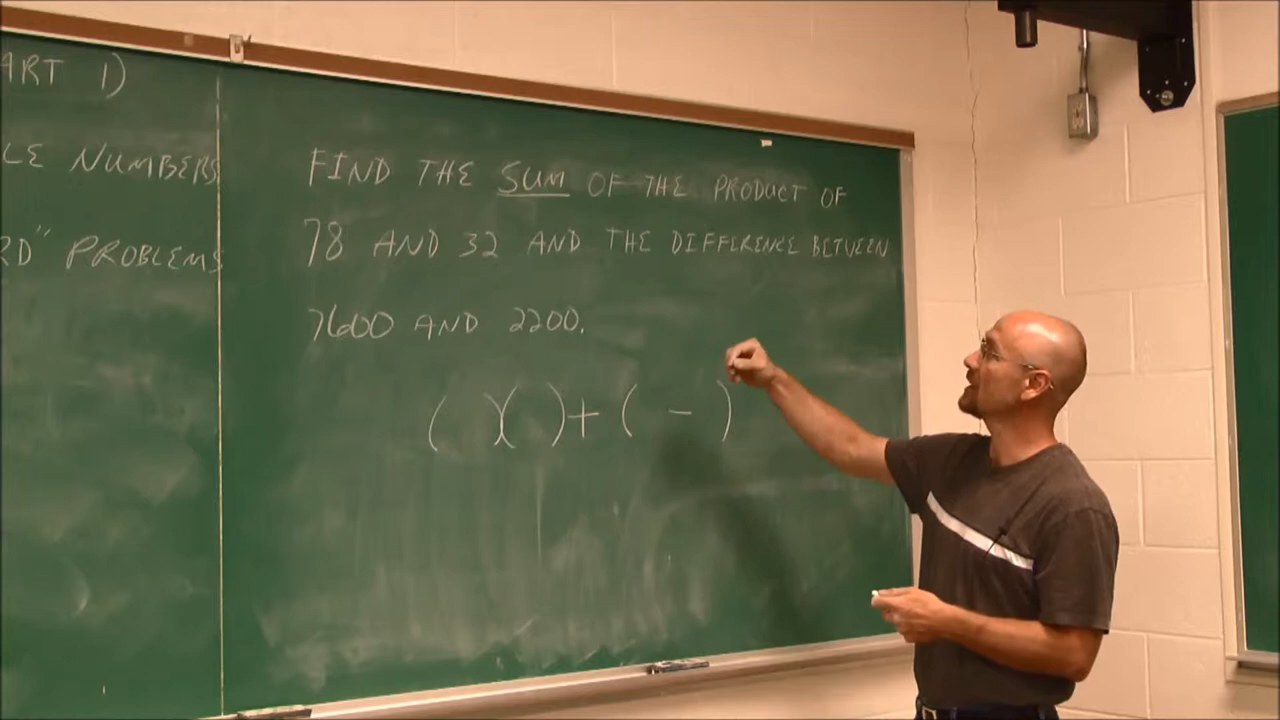 ART 1)
LE NUMBERS
RD" PROBLEMS
FIND THE SUM OF THE PRODUCT OF
78 AND 32 AND THE DIFFERENCE BETWEEN
7600 AND 2200.
( )( ) + ( - )